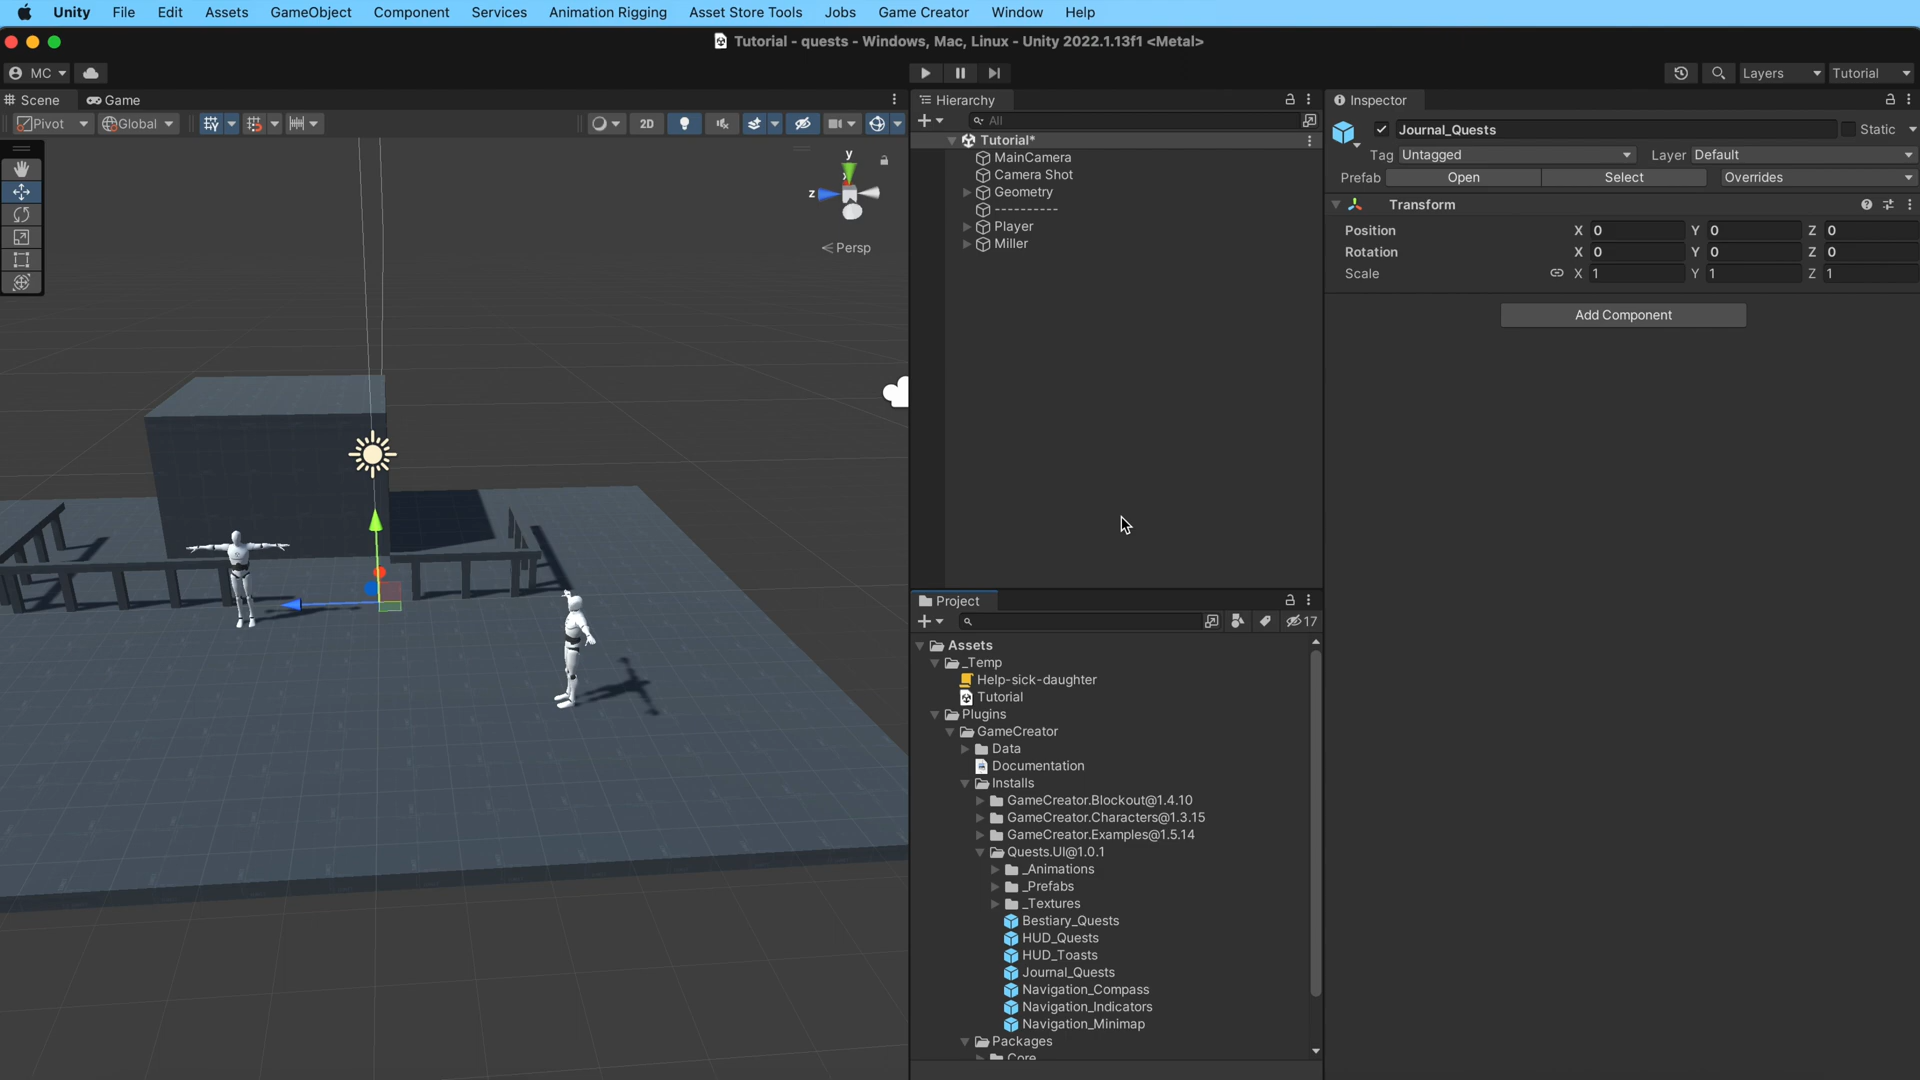 Unity File Edit Assets GameObject Component Services Animation Rigging Asset Store Tools Jobs Game Creator Window Help
Tutorial - quests - Windows, Mac, Linux - Unity 2022.1.13f1 <Metal>
MC
Layers
Tutorial
Scene
Game
Hierarchy
Inspector
Pivot
Global
2D
All
Journal_Quests
Static
Tag Untagged
Layer Default
Prefab Open Select Overrides
Transform
Position X 0 Y 0 Z 0
Rotation X 0 Y 0 Z 0
Scale X 1 Y 1 Z 1
Add Component
y
z
Persp
Tutorial*
MainCamera
Camera Shot
Geometry
----------
Player
Miller
Project
17
Assets
_Temp
Help-sick-daughter
Tutorial
Plugins
GameCreator
Data
Documentation
Installs
GameCreator.Blockout@1.4.10
GameCreator.Characters@1.3.15
GameCreator.Examples@1.5.14
Quests.UI@1.0.1
_Animations
_Prefabs
_Textures
Bestiary_Quests
HUD_Quests
HUD_Toasts
Journal_Quests
Navigation_Compass
Navigation_Indicators
Navigation_Minimap
Packages
Core